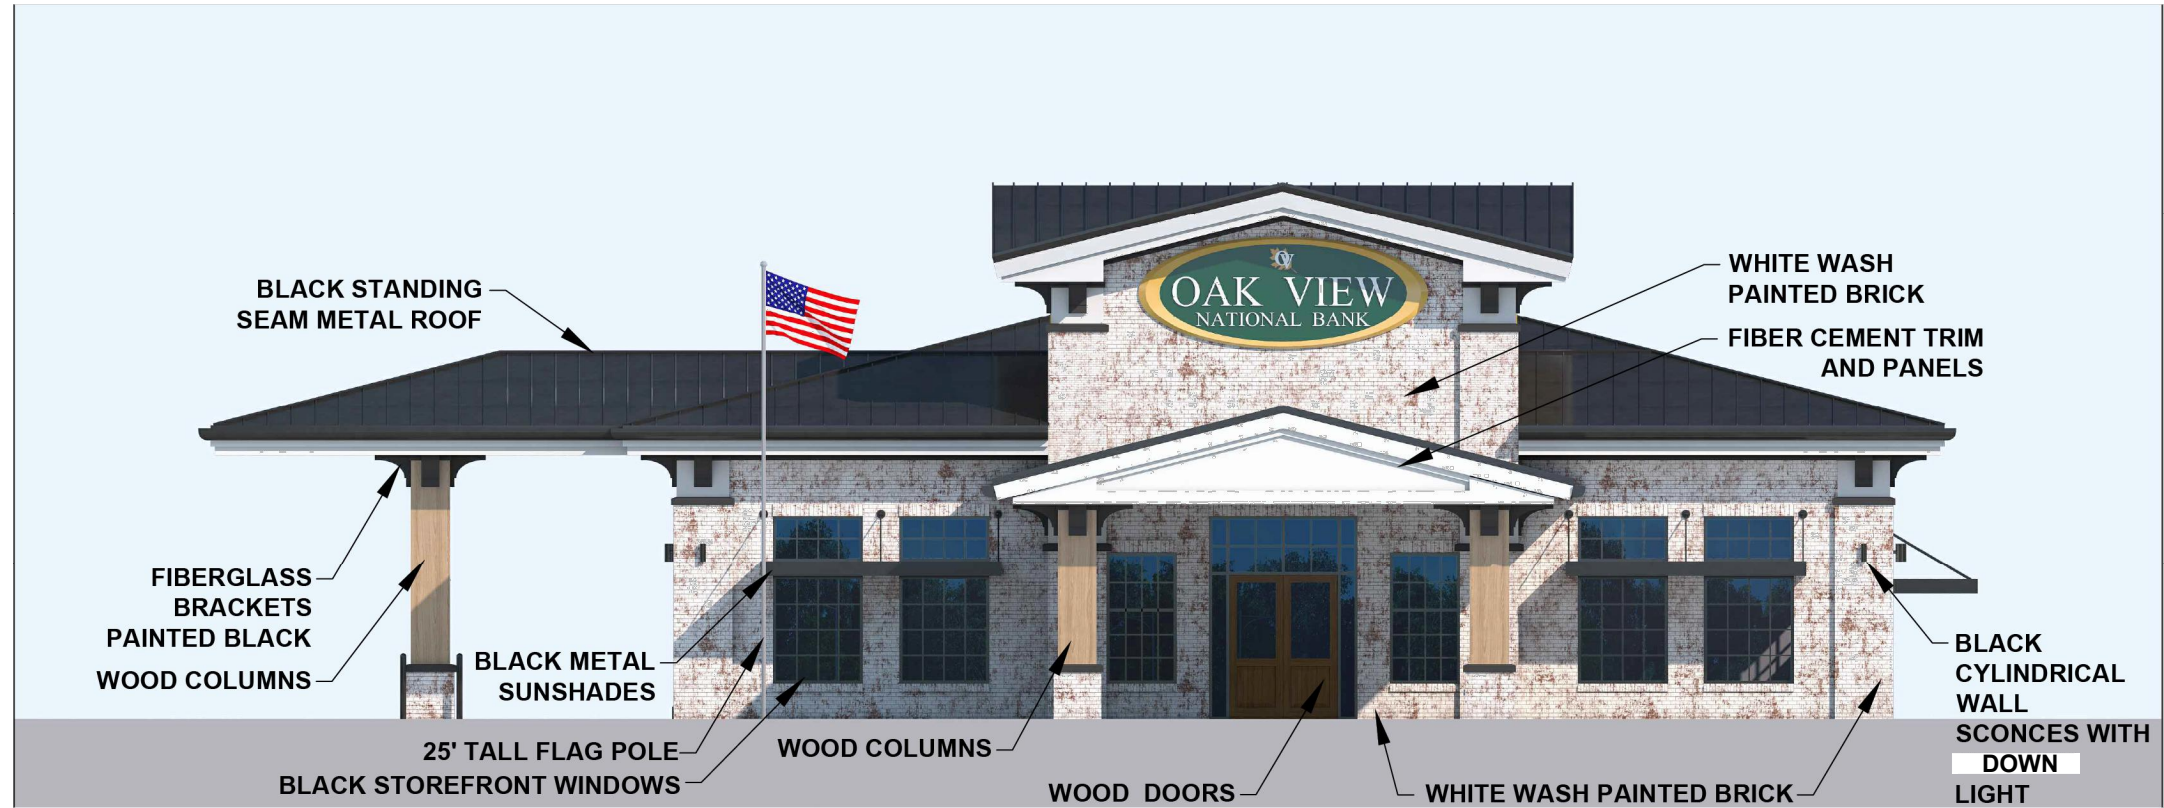 BLACK STANDING
SEAM METAL ROOF
OV
OAK VIEW
NATIONAL BANK
WHITE WASH
PAINTED BRICK
FIBER CEMENT TRIM
AND PANELS
FIBERGLASS
BRACKETS
PAINTED BLACK
WOOD COLUMNS
BLACK METAL
SUNSHADES
25' TALL FLAG POLE
BLACK STOREFRONT WINDOWS
WOOD COLUMNS
WOOD DOORS
WHITE WASH PAINTED BRICK
BLACK
CYLINDRICAL
WALL
SCONCES WITH
DOWN
LIGHT